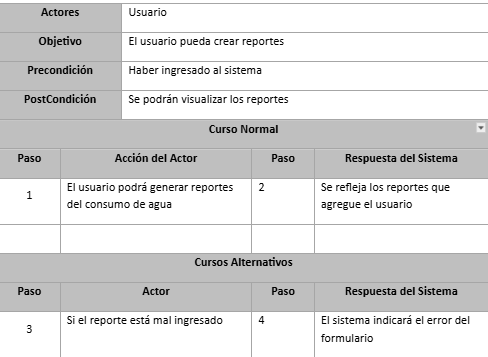 Actores Usuario
Objetivo El usuario pueda crear reportes
Precondición Haber ingresado al sistema
PostCondición Se podrán visualizar los reportes
Curso Normal
Paso Acción del Actor Paso Respuesta del Sistema
1 El usuario podrá generar reportes del consumo de agua 2 Se refleja los reportes que agregue el usuario
Cursos Alternativos
Paso Actor Paso Respuesta del Sistema
3 Si el reporte está mal ingresado 4 El sistema indicará el error del formulario